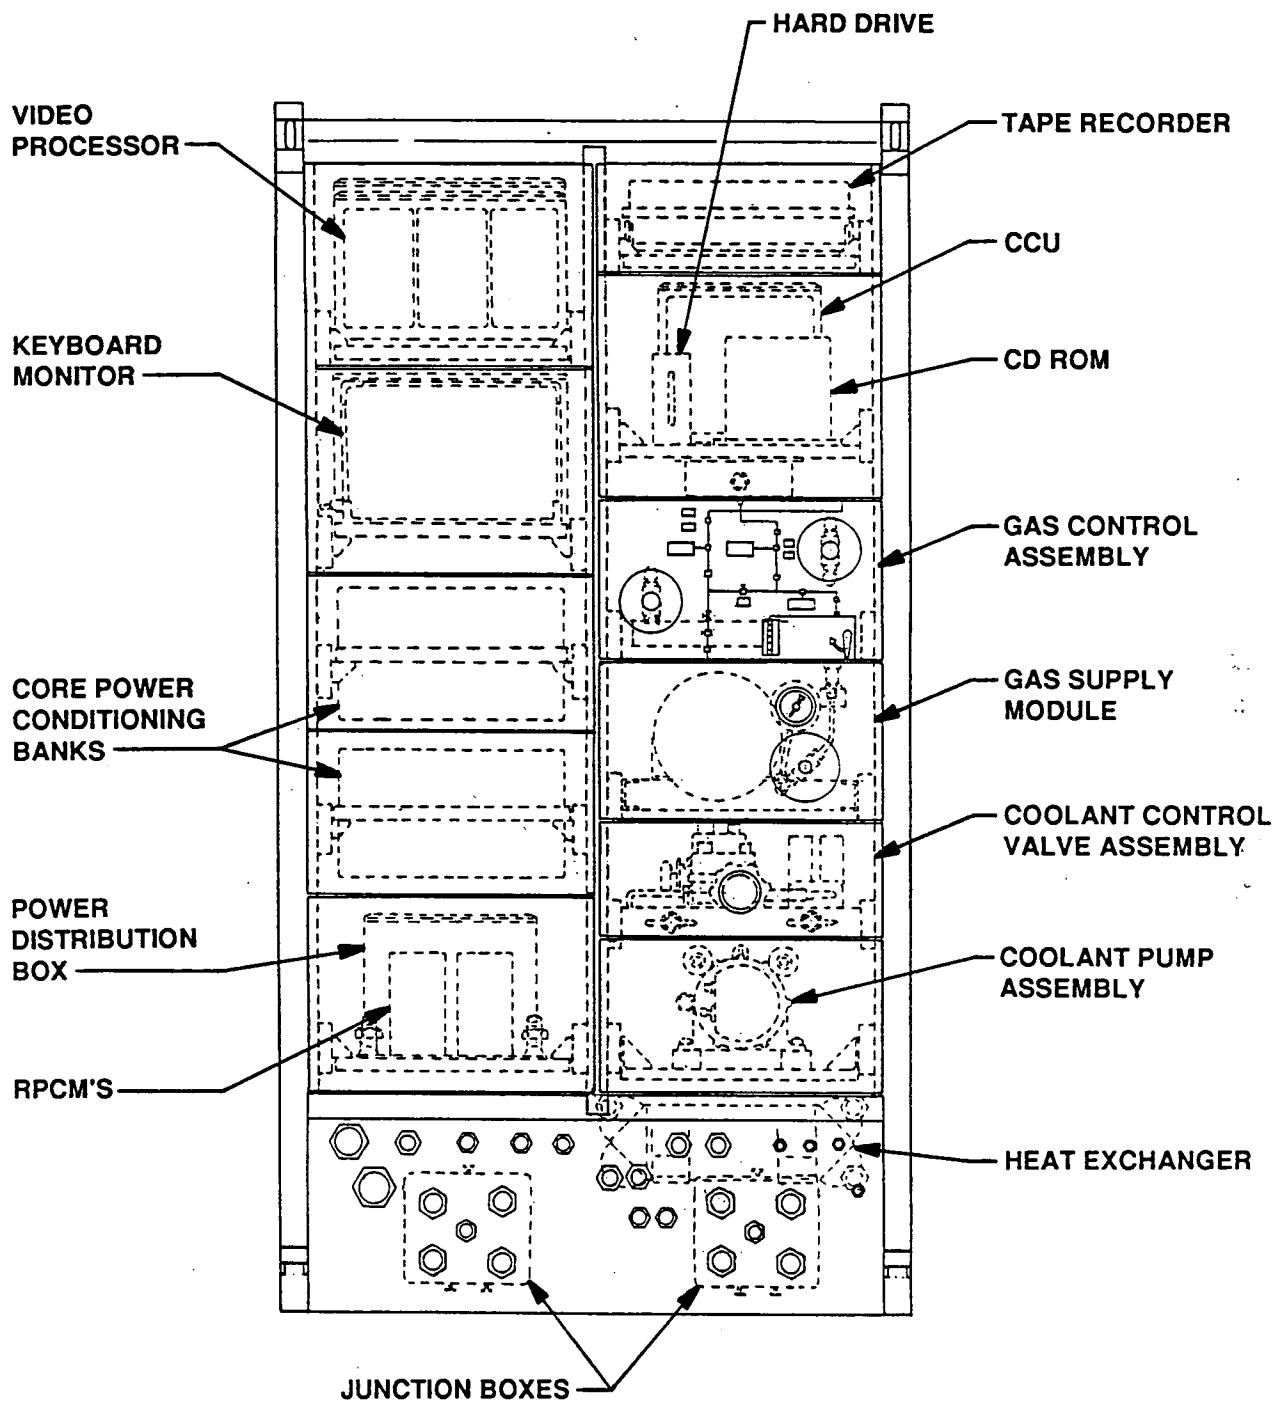 HARD DRIVE
VIDEO
PROCESSOR
TAPE RECORDER
CCU
KEYBOARD
MONITOR
CD ROM
GAS CONTROL
ASSEMBLY
CORE POWER
CONDITIONING
BANKS
GAS SUPPLY
MODULE
COOLANT CONTROL
VALVE ASSEMBLY
POWER
DISTRIBUTION
BOX
COOLANT PUMP
ASSEMBLY
RPCM'S
HEAT EXCHANGER
JUNCTION BOXES